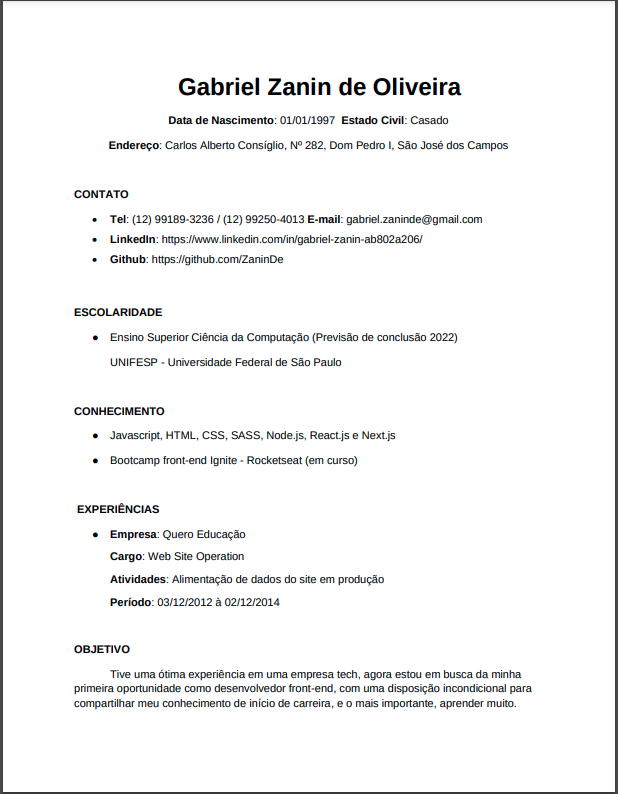 Gabriel Zanin de Oliveira
Data de Nascimento: 01/01/1997 Estado Civil: Casado
Endereço: Carlos Alberto Consíglio, Nº 282, Dom Pedro I, São José dos Campos
CONTATO
● Tel: (12) 99189-3236 / (12) 99250-4013 E-mail: gabriel.zaninde@gmail.com
● LinkedIn: https://www.linkedin.com/in/gabriel-zanin-ab802a206/
● Github: https://github.com/ZaninDe
ESCOLARIDADE
● Ensino Superior Ciência da Computação (Previsão de conclusão 2022)
UNIFESP - Universidade Federal de São Paulo
CONHECIMENTO
● Javascript, HTML, CSS, SASS, Node.js, React.js e Next.js
● Bootcamp front-end Ignite - Rocketseat (em curso)
EXPERIÊNCIAS
● Empresa: Quero Educação
Cargo: Web Site Operation
Atividades: Alimentação de dados do site em produção
Período: 03/12/2012 à 02/12/2014
OBJETIVO
Tive uma ótima experiência em uma empresa tech, agora estou em busca da minha
primeira oportunidade como desenvolvedor front-end, com uma disposição incondicional para
compartilhar meu conhecimento de início de carreira, e o mais importante, aprender muito.